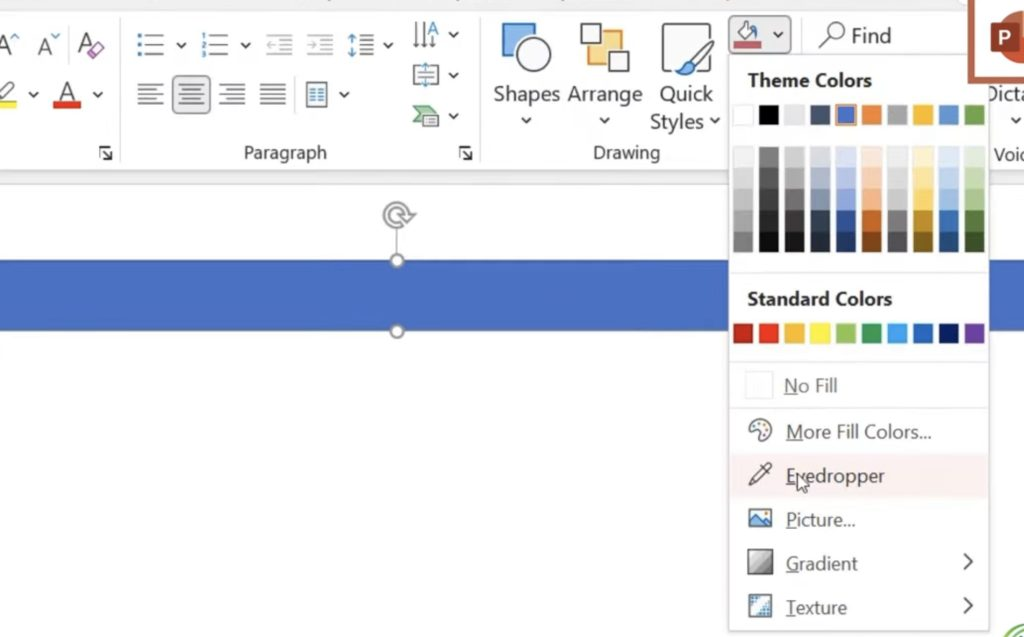 A A A
Find
A
Shapes Arrange Quick
Styles
Paragraph
Drawing
P
Voic
Theme Colors
Standard Colors
No Fill
More Fill Colors...
Eyedropper
Picture...
Gradient
Texture